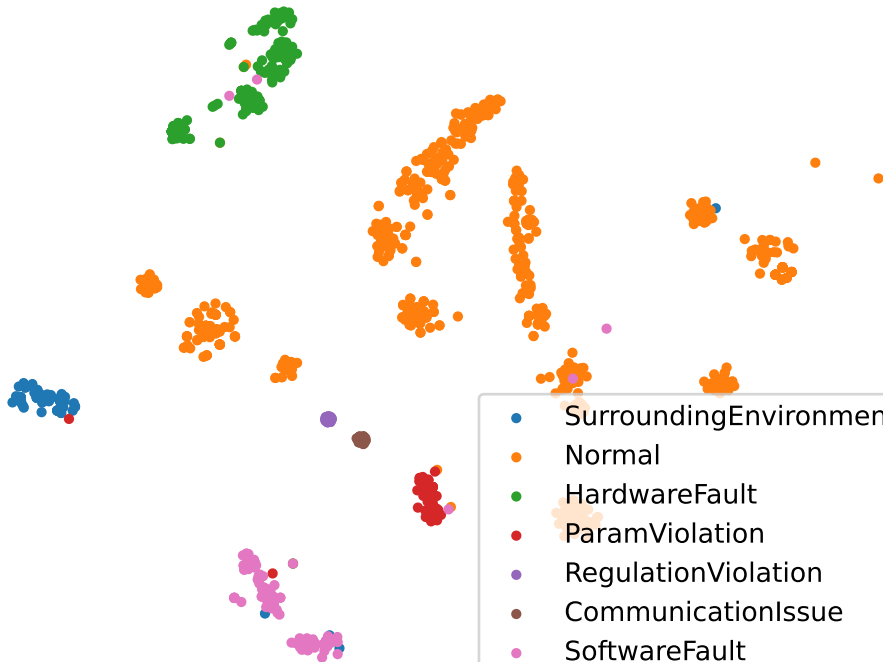 SurroundingEnvironmen
Normal
HardwareFault
ParamViolation
RegulationViolation
CommunicationIssue
SoftwareFault